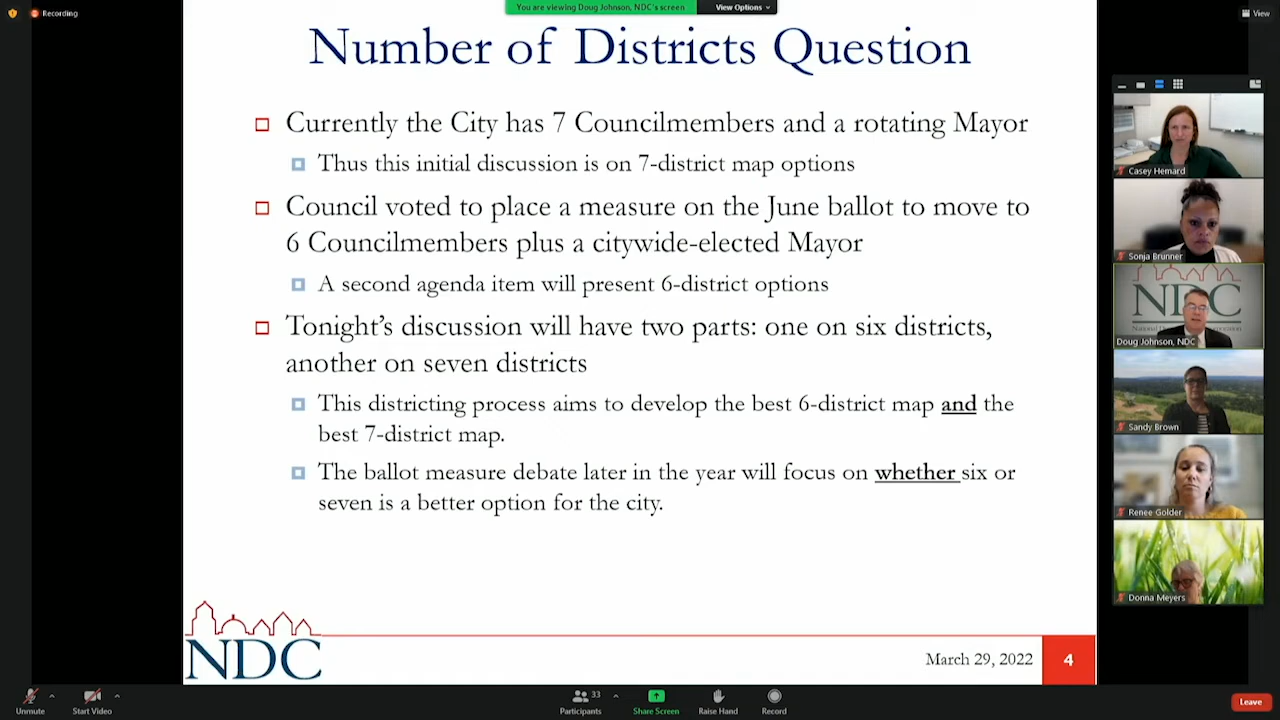 Recording
You are viewing Doug Johnson, NDC's screen
View Options
View
Number of Districts Question
Currently the City has 7 Councilmembers and a rotating Mayor
Thus this initial discussion is on 7-district map options
Council voted to place a measure on the June ballot to move to
6 Councilmembers plus a citywide-elected Mayor
A second agenda item will present 6-district options
Tonight's discussion will have two parts: one on six districts,
another on seven districts
This districting process aims to develop the best 6-district map and the
best 7-district map.
The ballot measure debate later in the year will focus on whether six or
seven is a better option for the city.
NDC
March 29, 2022
4
Casey Hemard
Sonja Brunner
NDC
Doug Johnson, NDC
Sandy Brown
Renee Golder
Donna Meyers
Unmute
Start Video
Participants
33
Share Screen
Raise Hand
Record
Leave